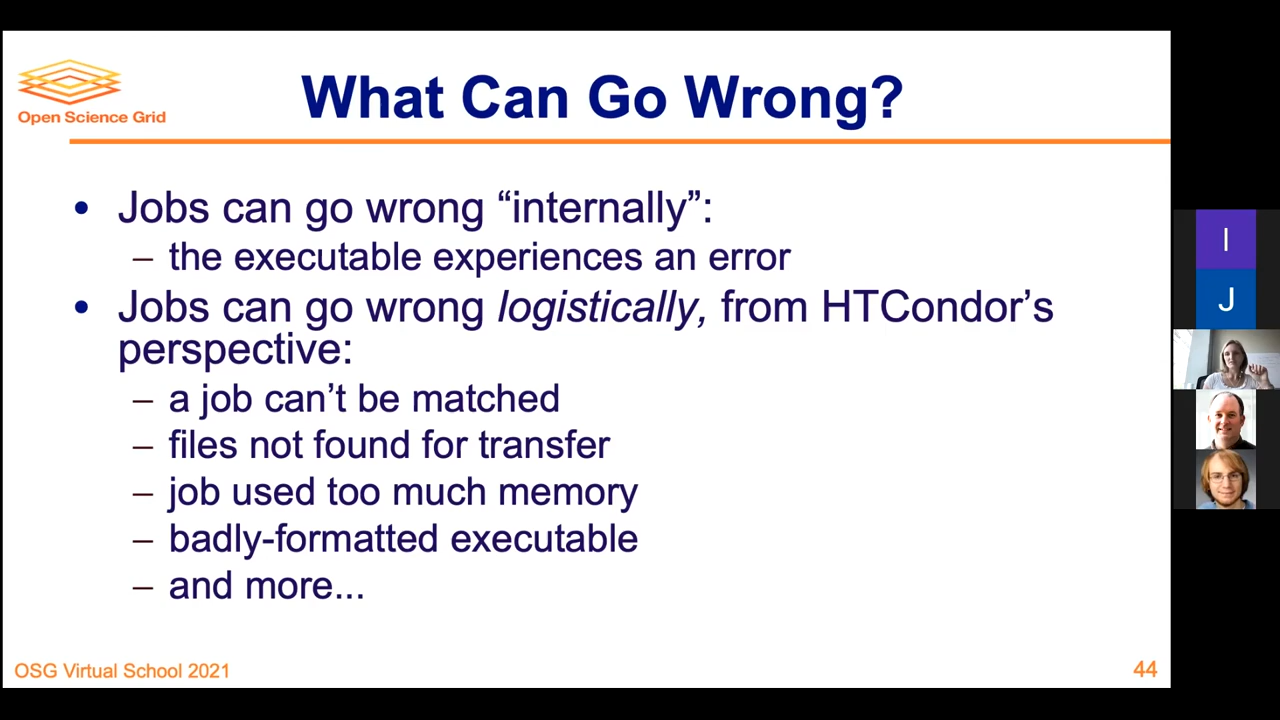 Open Science Grid
What Can Go Wrong?
• Jobs can go wrong “internally”:
– the executable experiences an error
• Jobs can go wrong logistically, from HTCondor’s
perspective:
– a job can’t be matched
– files not found for transfer
– job used too much memory
– badly-formatted executable
– and more...
OSG Virtual School 2021
44
I
J